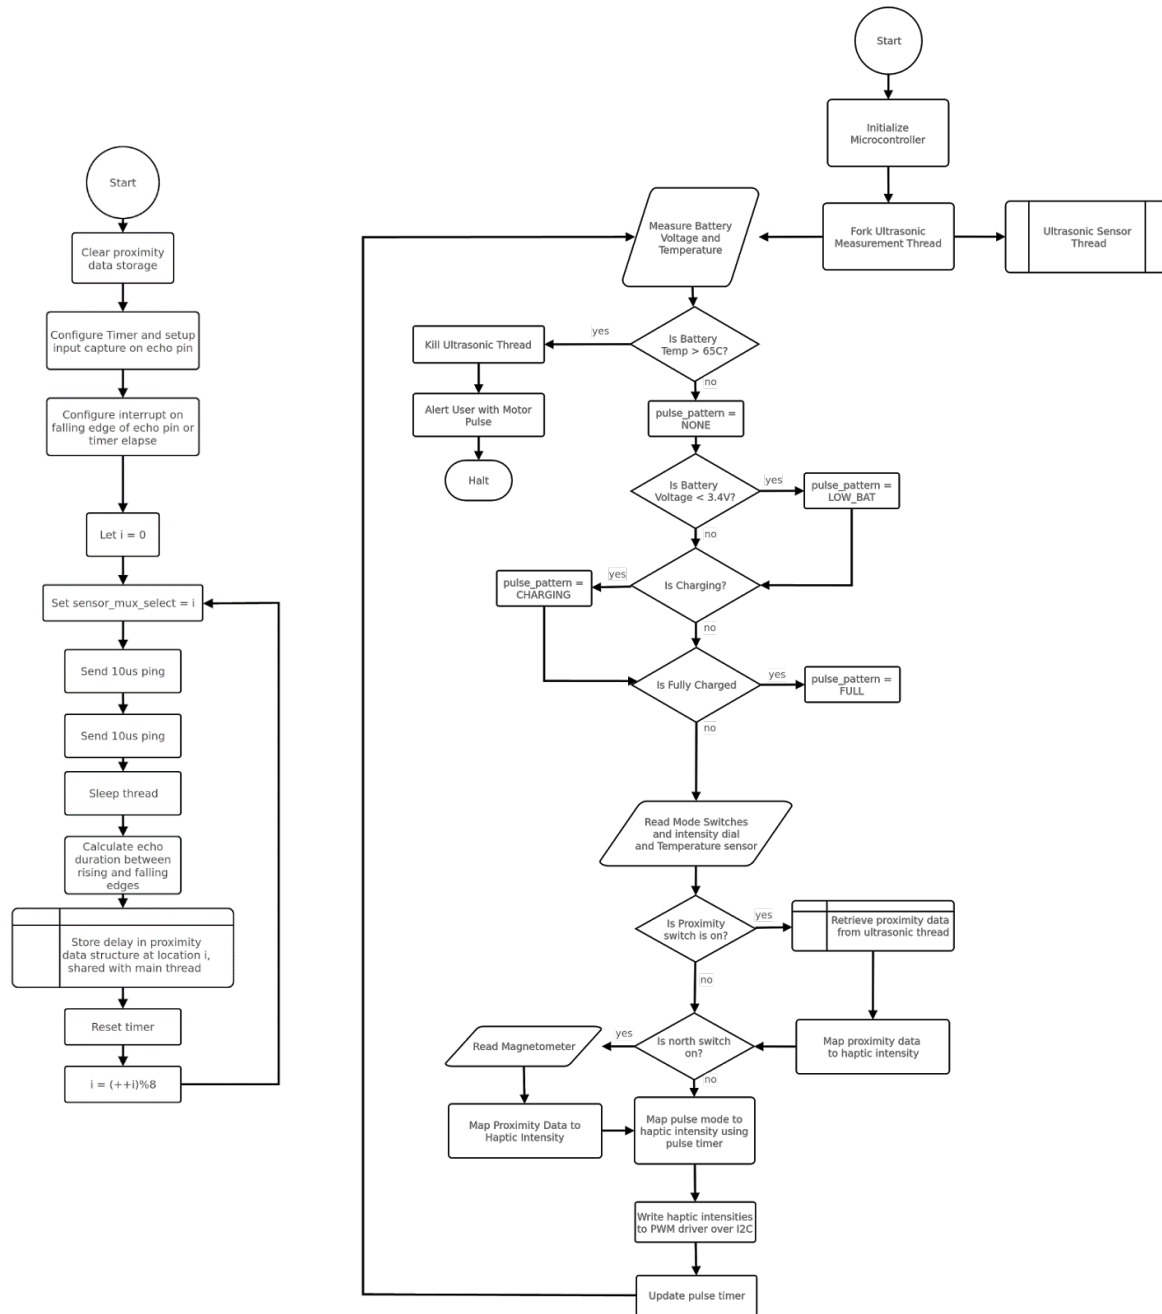 Start
Clear proximity
data storage
Configure Timer and setup
input capture on echo pin
Configure interrupt on
falling edge of echo pin or
timer elapse
Let i = 0
Set sensor_mux_select = i
Send 10us ping
Send 10us ping
Sleep thread
Calculate echo
duration between
rising and falling
edges
Store delay in proximity
data structure at location i,
shared with main thread
Reset timer
i = (++i)%8
Start
Initialize
Microcontroller
Fork Ultrasonic
Measurement Thread
Ultrasonic Sensor
Thread
Measure Battery
Voltage and
Temperature
Is Battery
Temp > 65C?
yes
Kill Ultrasonic Thread
Alert User with Motor
Pulse
Halt
no
pulse_pattern =
NONE
Is Battery
Voltage < 3.4V?
yes
pulse_pattern =
LOW_BAT
no
Is Charging?
yes
pulse_pattern =
CHARGING
no
Is Fully Charged
yes
pulse_pattern =
FULL
no
Read Mode Switches
and intensity dial
and Temperature sensor
Is Proximity
switch is on?
yes
Retrieve proximity data
from ultrasonic thread
Map proximity data
to haptic intensity
no
Is north switch
on?
yes
Read Magnetometer
Map Proximity Data to
Haptic Intensity
no
Map pulse mode to
haptic intensity using
pulse timer
Write haptic intensities
to PWM driver over I2C
Update pulse timer